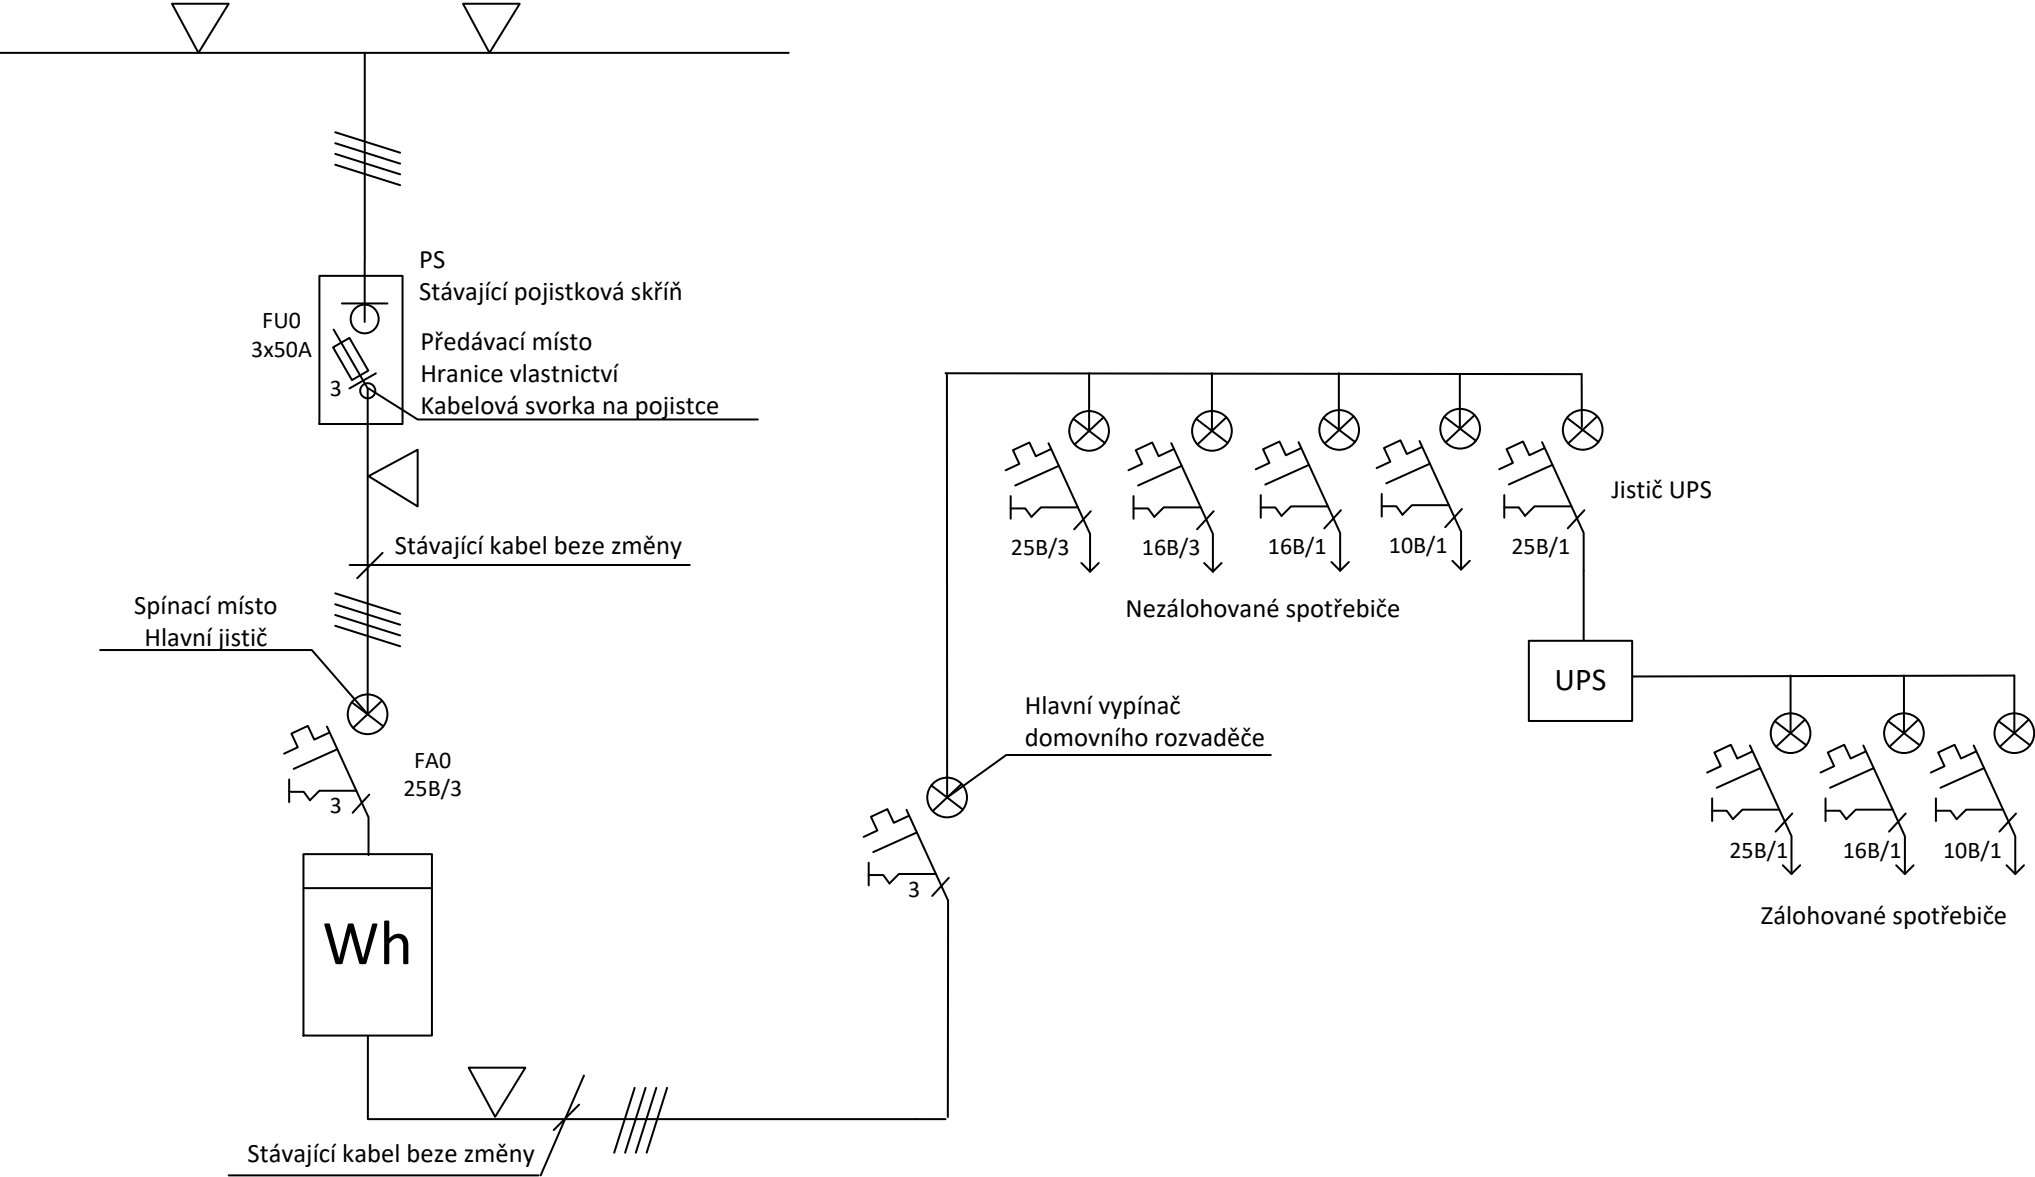 PS
Stávající pojistková skříň
FU0
3x50A
Předávací místo
Hranice vlastnictví
Kabelová svorka na pojistce
3
Stávající kabel beze změny
Spínací místo
Hlavní jistič
FA0
25B/3
3
Wh
Stávající kabel beze změny
Hlavní vypínač
domovního rozvaděče
3
25B/3
16B/3
16B/1
10B/1
25B/1
Jistič UPS
Nezálohované spotřebiče
UPS
25B/1
16B/1
10B/1
Zálohované spotřebiče